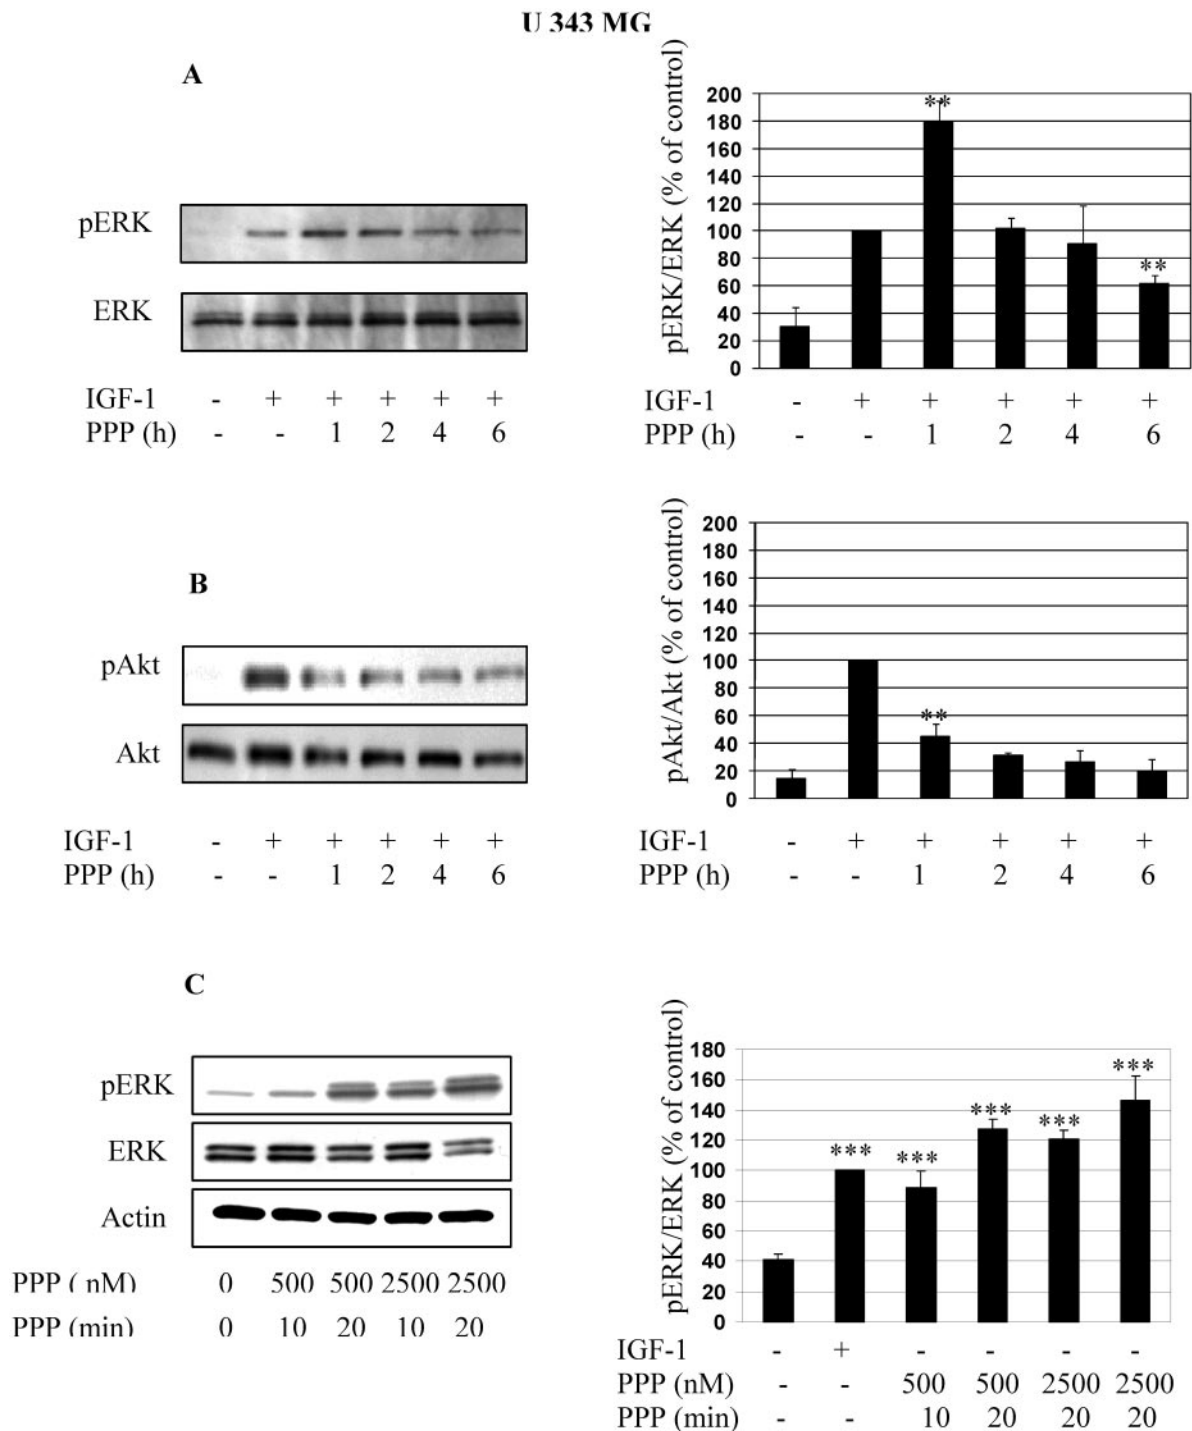 U 343 MG
A
pERK
ERK
IGF-1 - + + + + +
PPP (h) - - 1 2 4 6
pERK/ERK (% of control)
200
180
160
140
120
100
80
60
40
20
0
**
**
IGF-1 - + + + + +
PPP (h) - - 1 2 4 6
B
pAkt
Akt
IGF-1 - + + + + +
PPP (h) - - 1 2 4 6
pAkt/Akt (% of control)
200
180
160
140
120
100
80
60
40
20
0
**
IGF-1 - + + + + +
PPP (h) - - 1 2 4 6
C
pERK
ERK
Actin
PPP ( nM) 0 500 500 2500 2500
PPP (min) 0 10 20 10 20
pERK/ERK (% of control)
180
160
140
120
100
80
60
40
20
0
*** *** *** *** ***
IGF-1 - + - - - -
PPP (nM) - - 500 500 2500 2500
PPP (min) - - 10 20 20 20